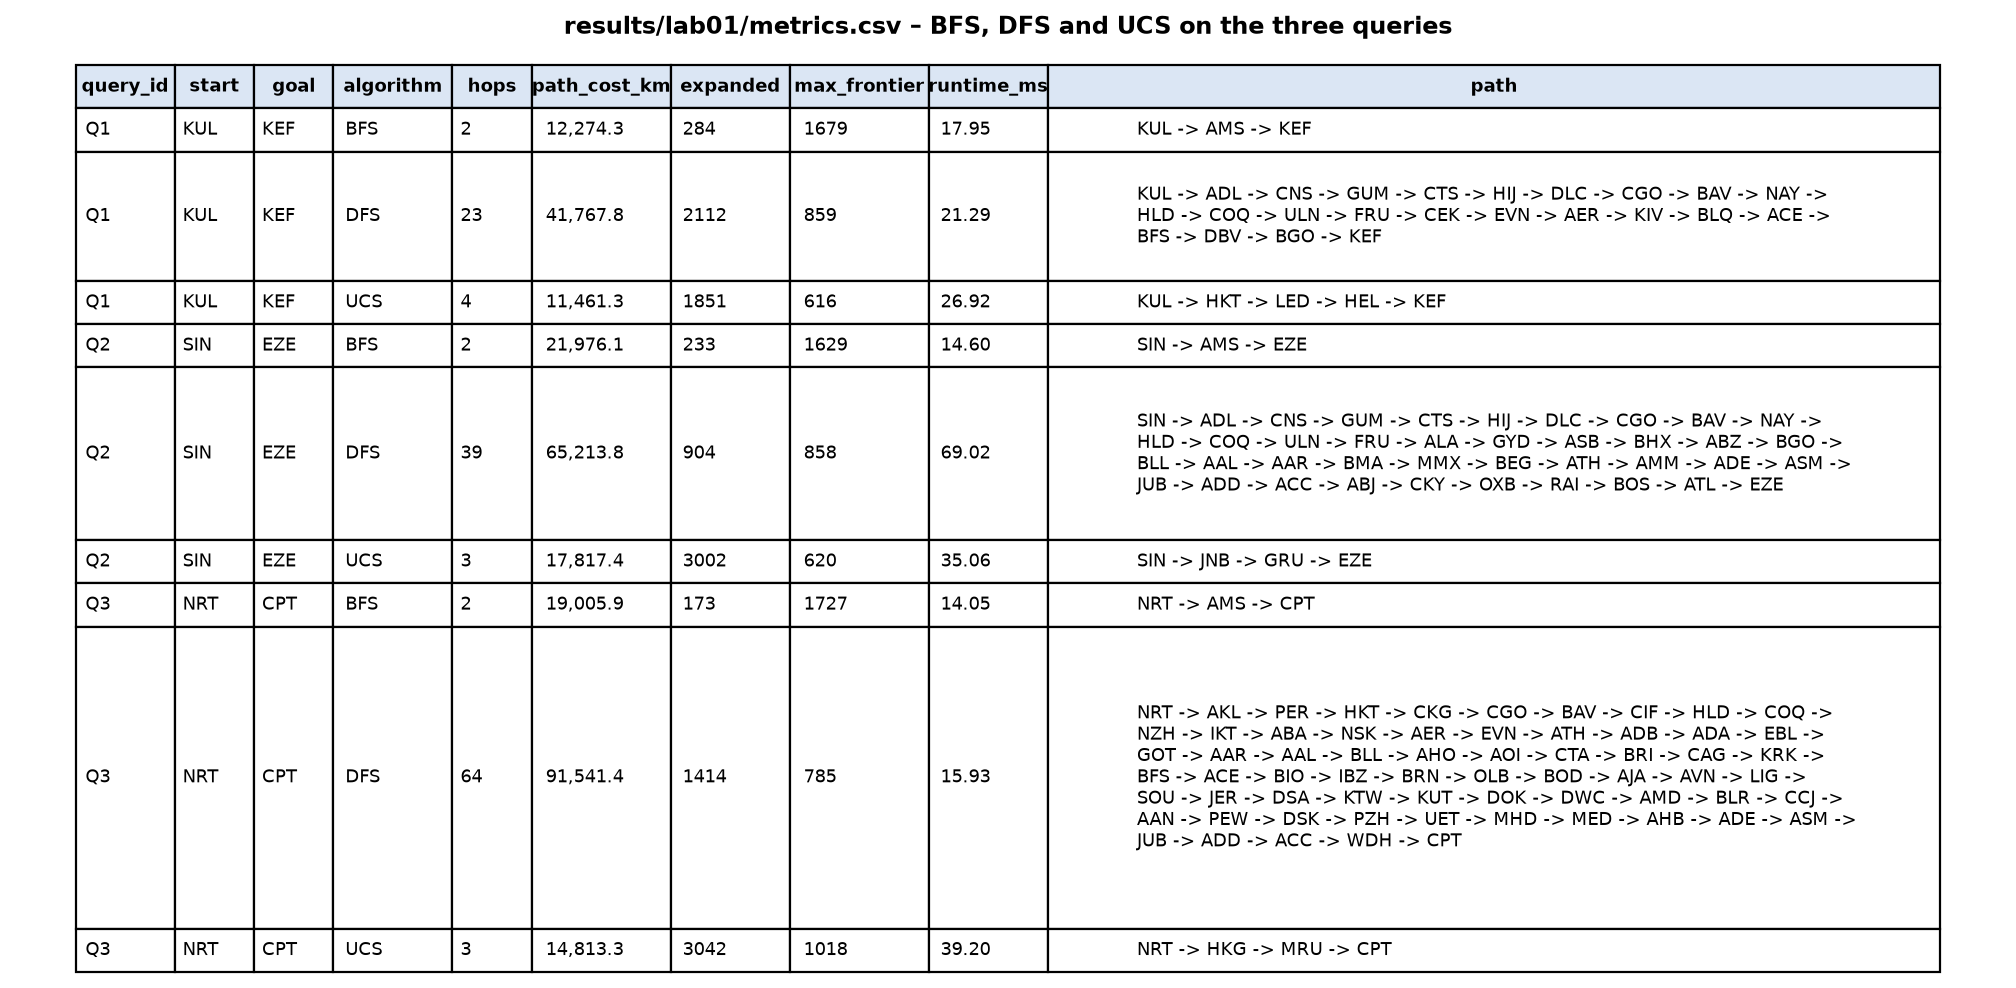 results/lab01/metrics.csv – BFS, DFS and UCS on the three queries
query_id start goal algorithm hops path_cost_km expanded max_frontier runtime_ms path
Q1 KUL KEF BFS 2 12,274.3 284 1679 17.95 KUL -> AMS -> KEF
KUL -> ADL -> CNS -> GUM -> CTS -> HIJ -> DLC -> CGO -> BAV -> NAY ->
Q1 KUL KEF DFS 23 41,767.8 2112 859 21.29 HLD -> COQ -> ULN -> FRU -> CEK -> EVN -> AER -> KIV -> BLQ -> ACE ->
BFS -> DBV -> BGO -> KEF
Q1 KUL KEF UCS 4 11,461.3 1851 616 26.92 KUL -> HKT -> LED -> HEL -> KEF
Q2 SIN EZE BFS 2 21,976.1 233 1629 14.60 SIN -> AMS -> EZE
SIN -> ADL -> CNS -> GUM -> CTS -> HIJ -> DLC -> CGO -> BAV -> NAY ->
HLD -> COQ -> ULN -> FRU -> ALA -> GYD -> ASB -> BHX -> ABZ -> BGO ->
Q2 SIN EZE DFS 39 65,213.8 904 858 69.02 BLL -> AAL -> AAR -> BMA -> MMX -> BEG -> ATH -> AMM -> ADE -> ASM ->
JUB -> ADD -> ACC -> ABJ -> CKY -> OXB -> RAI -> BOS -> ATL -> EZE
Q2 SIN EZE UCS 3 17,817.4 3002 620 35.06 SIN -> JNB -> GRU -> EZE
Q3 NRT CPT BFS 2 19,005.9 173 1727 14.05 NRT -> AMS -> CPT
NRT -> AKL -> PER -> HKT -> CKG -> CGO -> BAV -> CIF -> HLD -> COQ ->
NZH -> IKT -> ABA -> NSK -> AER -> EVN -> ATH -> ADB -> ADA -> EBL ->
GOT -> AAR -> AAL -> BLL -> AHO -> AOI -> CTA -> BRI -> CAG -> KRK ->
Q3 NRT CPT DFS 64 91,541.4 1414 785 15.93 BFS -> ACE -> BIO -> IBZ -> BRN -> OLB -> BOD -> AJA -> AVN -> LIG ->
SOU -> JER -> DSA -> KTW -> KUT -> DOK -> DWC -> AMD -> BLR -> CCJ ->
AAN -> PEW -> DSK -> PZH -> UET -> MHD -> MED -> AHB -> ADE -> ASM ->
JUB -> ADD -> ACC -> WDH -> CPT
Q3 NRT CPT UCS 3 14,813.3 3042 1018 39.20 NRT -> HKG -> MRU -> CPT